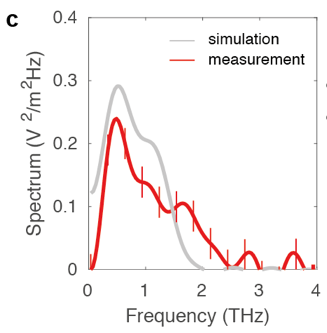 c
0.4
0.3
0.2
0.1
0
Spectrum (V ²/m²Hz)
simulation
measurement
0 1 2 3 4
Frequency (THz)